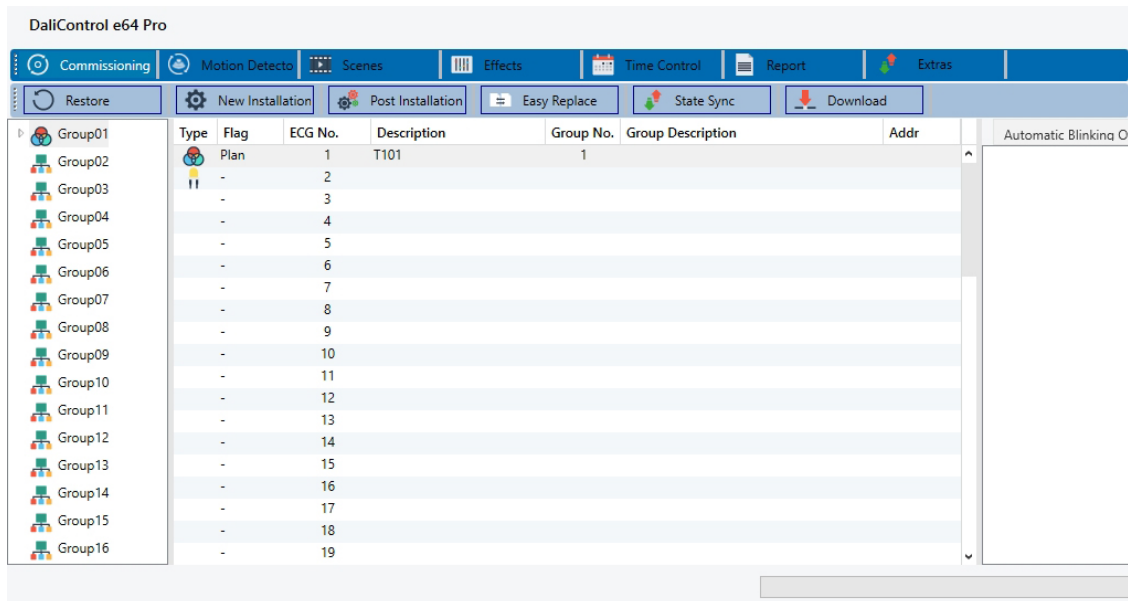 DaliControl e64 Pro
Commissioning Motion Detecto Scenes Effects Time Control Report Extras
Restore New Installation Post Installation Easy Replace State Sync Download
Group01
Group02
Group03
Group04
Group05
Group06
Group07
Group08
Group09
Group10
Group11
Group12
Group13
Group14
Group15
Group16
Type Flag ECG No. Description Group No. Group Description Addr
Plan 1 T101 1
- 2
- 3
- 4
- 5
- 6
- 7
- 8
- 9
- 10
- 11
- 12
- 13
- 14
- 15
- 16
- 17
- 18
- 19
Automatic Blinking O